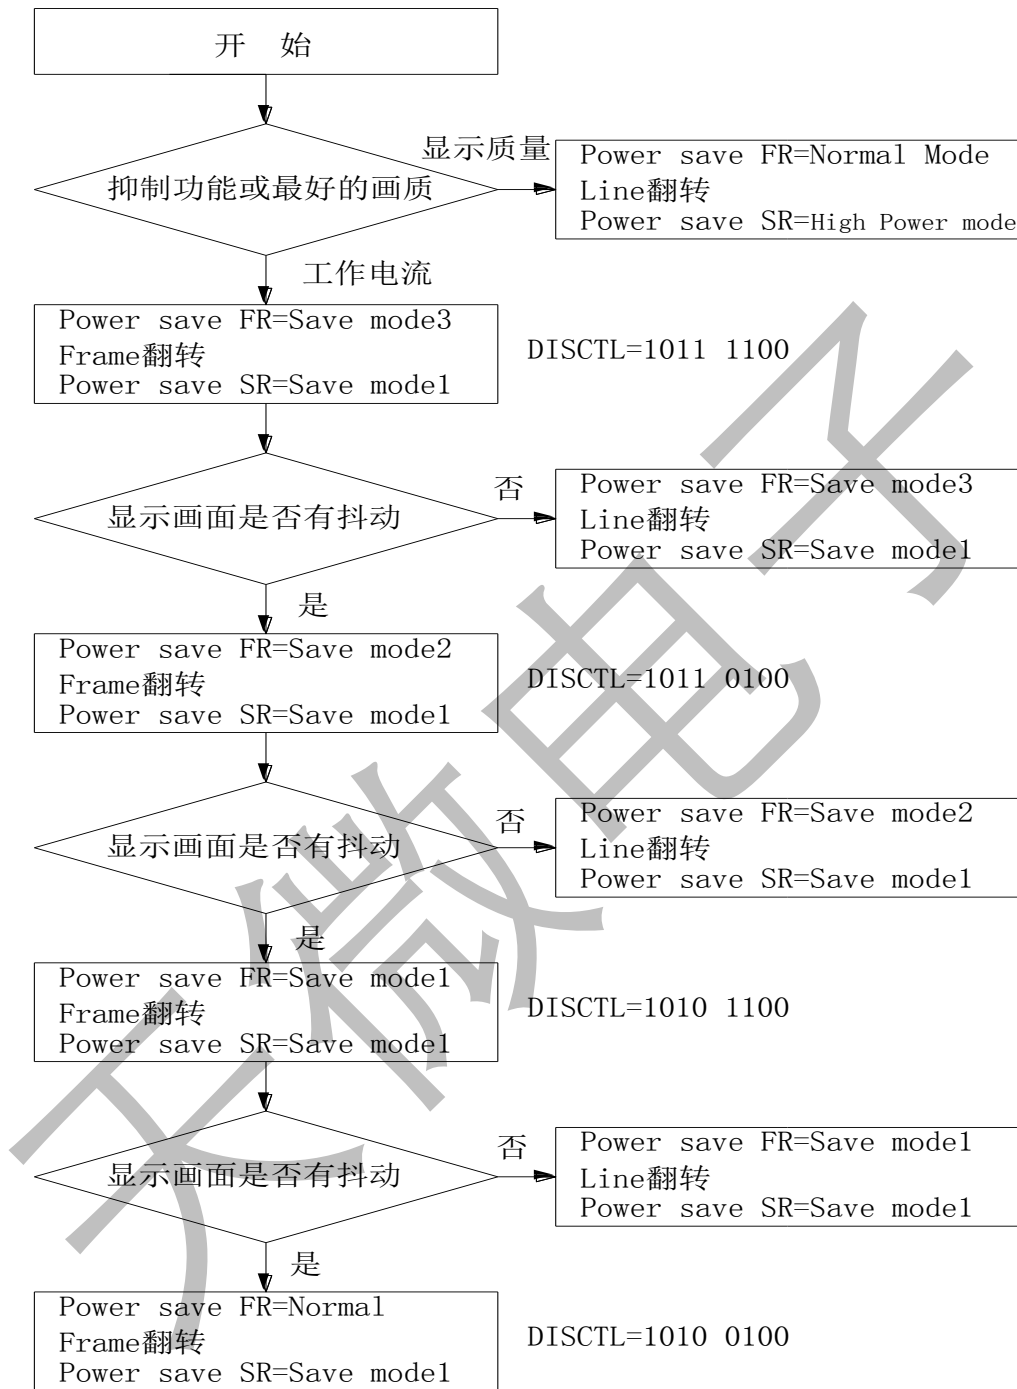 开 始
显示质量
抑制功能或最好的画质
Power save FR=Normal Mode
Line翻转
Power save SR=High Power mode
工作电流
Power save FR=Save mode3
Frame翻转
Power save SR=Save mode1
DISCTL=1011 1100
显示画面是否有抖动
否
Power save FR=Save mode3
Line翻转
Power save SR=Save mode1
是
Power save FR=Save mode2
Frame翻转
Power save SR=Save mode1
DISCTL=1011 0100
显示画面是否有抖动
否
Power save FR=Save mode2
Line翻转
Power save SR=Save mode1
是
Power save FR=Save mode1
Frame翻转
Power save SR=Save mode1
DISCTL=1010 1100
显示画面是否有抖动
否
Power save FR=Save mode1
Line翻转
Power save SR=Save mode1
是
Power save FR=Normal
Frame翻转
Power save SR=Save mode1
DISCTL=1010 0100
天微电子